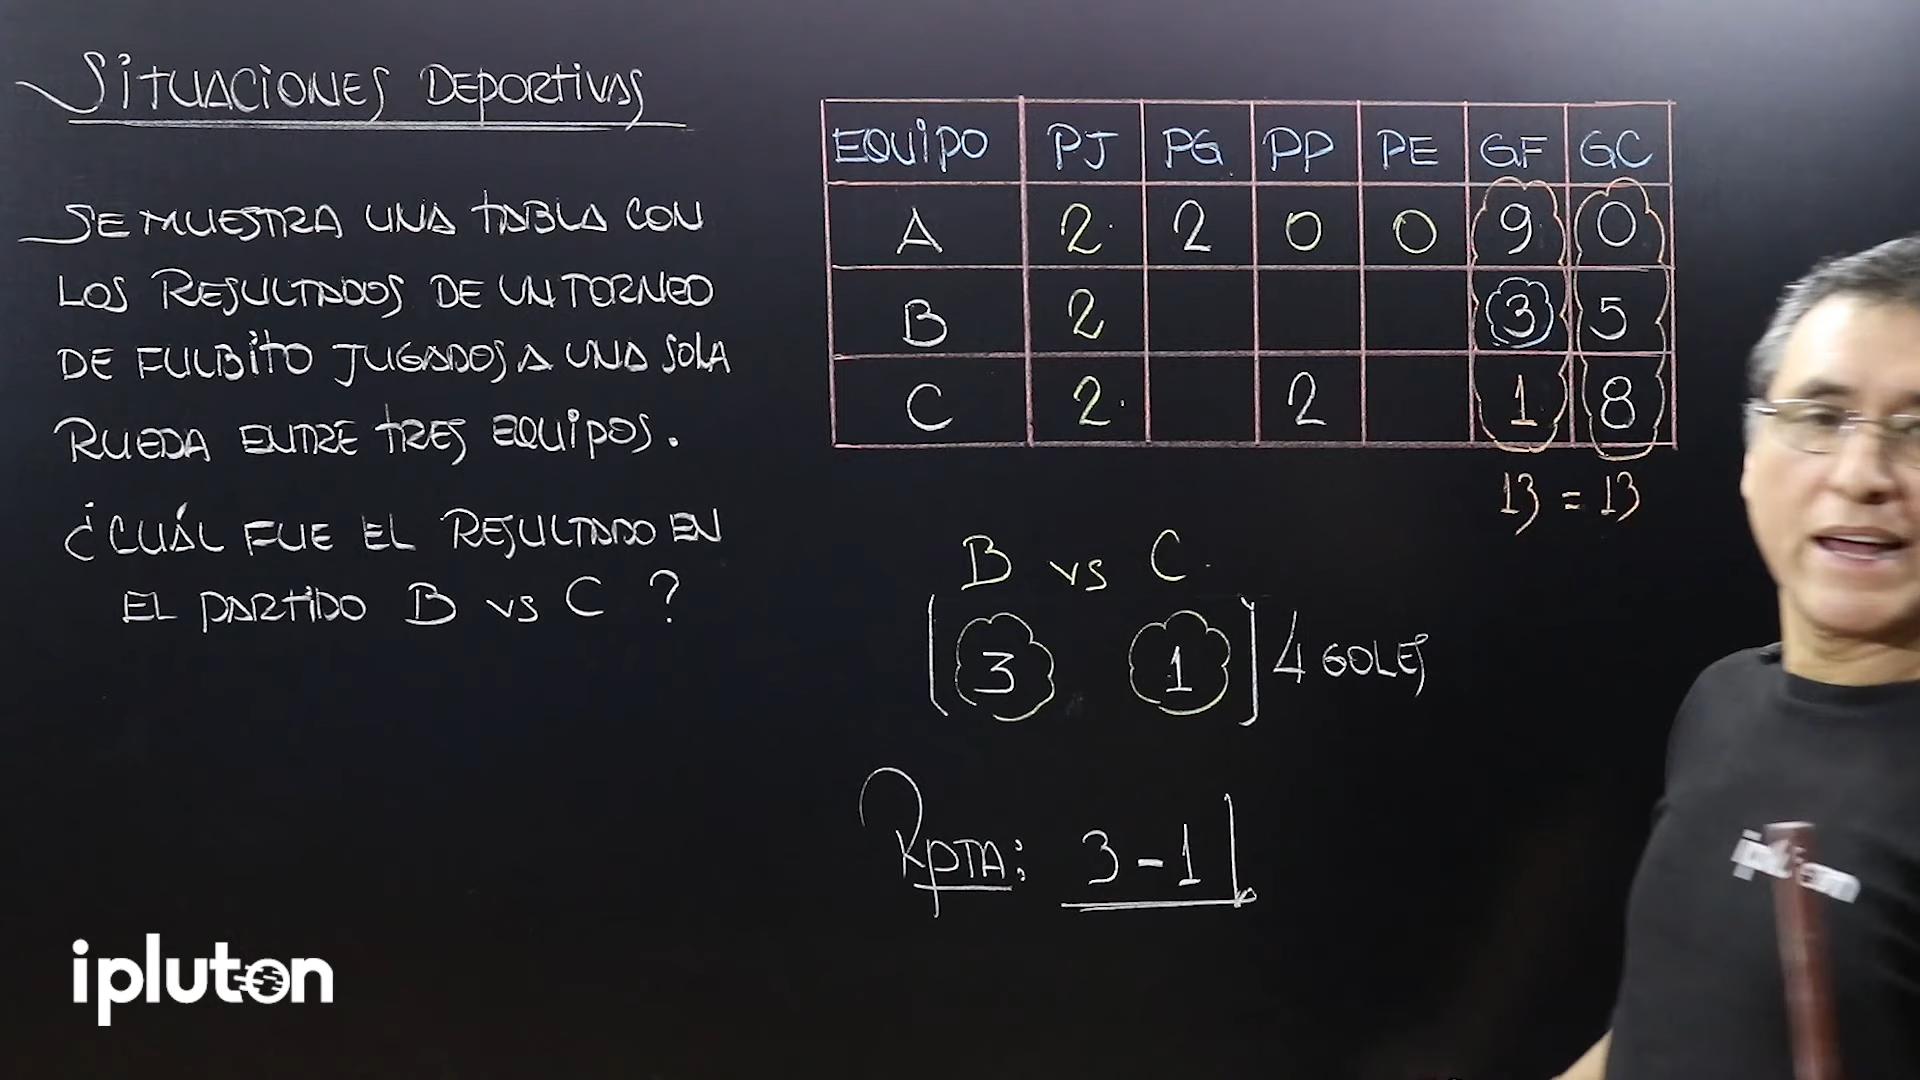 SITUACIONES DEPORTIVAS
SE MUESTRA UNA TABLA CON
LOS RESULTADOS DE UN TORNEO
DE FULBITO JUGADOS A UNA SOLA
RUEDA ENTRE TRES EQUIPOS.
¿CUÁL FUE EL RESULTADO EN
EL PARTIDO B vs C ?
EQUIPO PJ PG PP PE GF GC
A 2 2 0 0 9 0
B 2 3 5
C 2 2 1 8
13 = 13
B vs C
[3 1] 4 GOLES
RPTA: 3-1
ipluton
ipluton